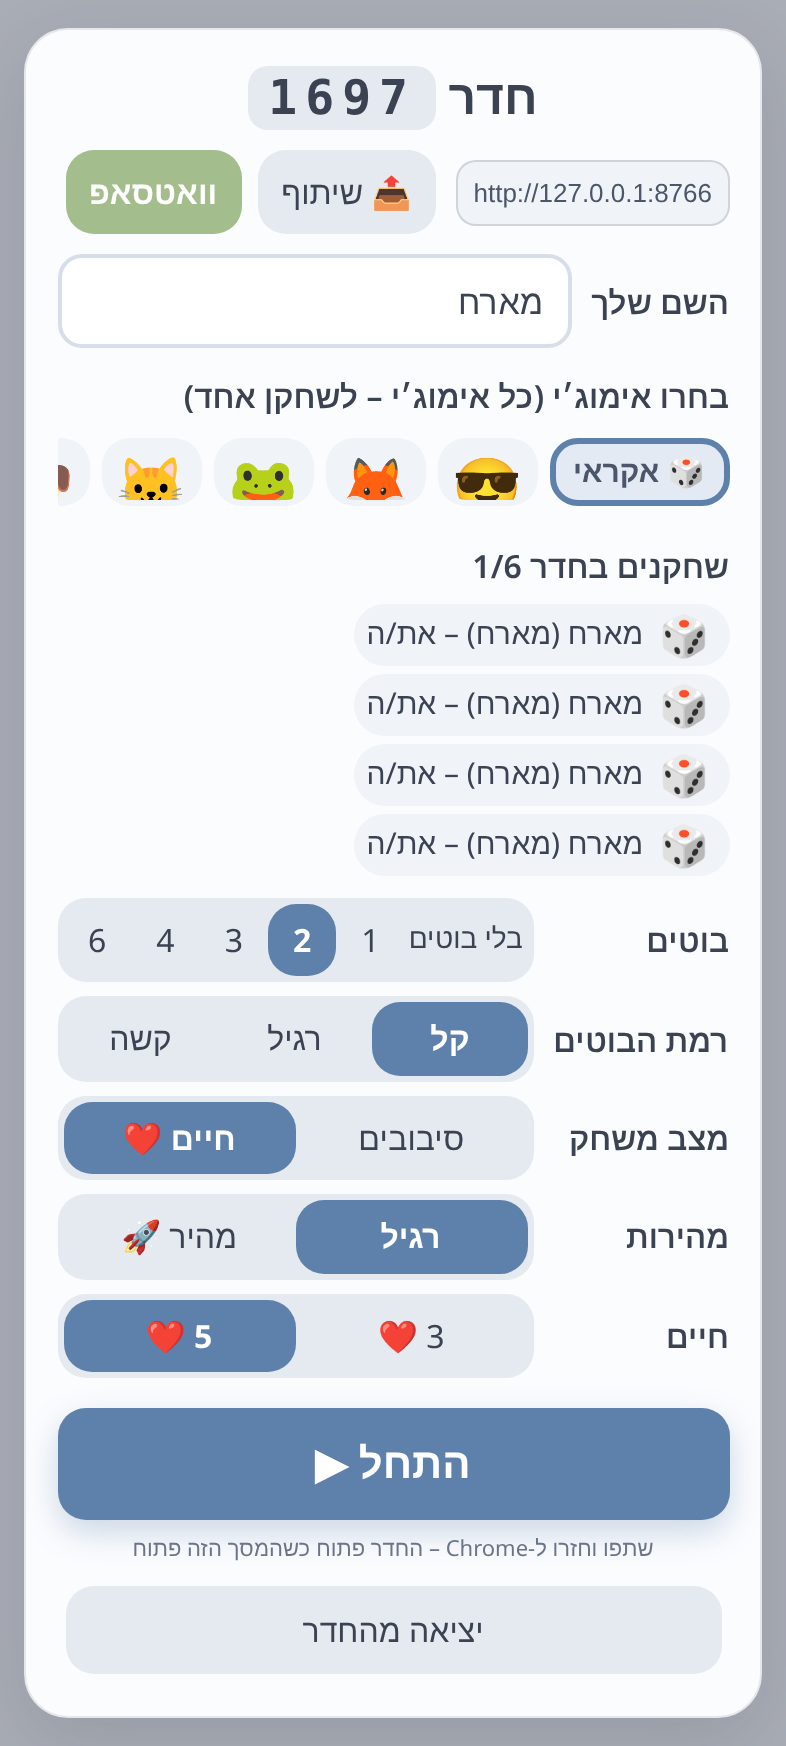 חדר 1697
http://127.0.0.1:8766 📤 שיתוף וואטסאפ
השם שלך מארח
בחרו אימוג׳י (כל אימוג׳י – לשחקן אחד)
🎲 אקראי
שחקנים בחדר 1/6
🎲 מארח (מארח) – את/ה
🎲 מארח (מארח) – את/ה
🎲 מארח (מארח) – את/ה
🎲 מארח (מארח) – את/ה
בוטים בלי בוטים 1 2 3 4 6
רמת הבוטים קל רגיל קשה
מצב משחק סיבובים חיים ❤️
מהירות רגיל מהיר 🚀
חיים 3 ❤️ 5 ❤️
התחל ▶
שתפו וחזרו ל-Chrome – החדר פתוח כשהמסך הזה פתוח
יציאה מהחדר